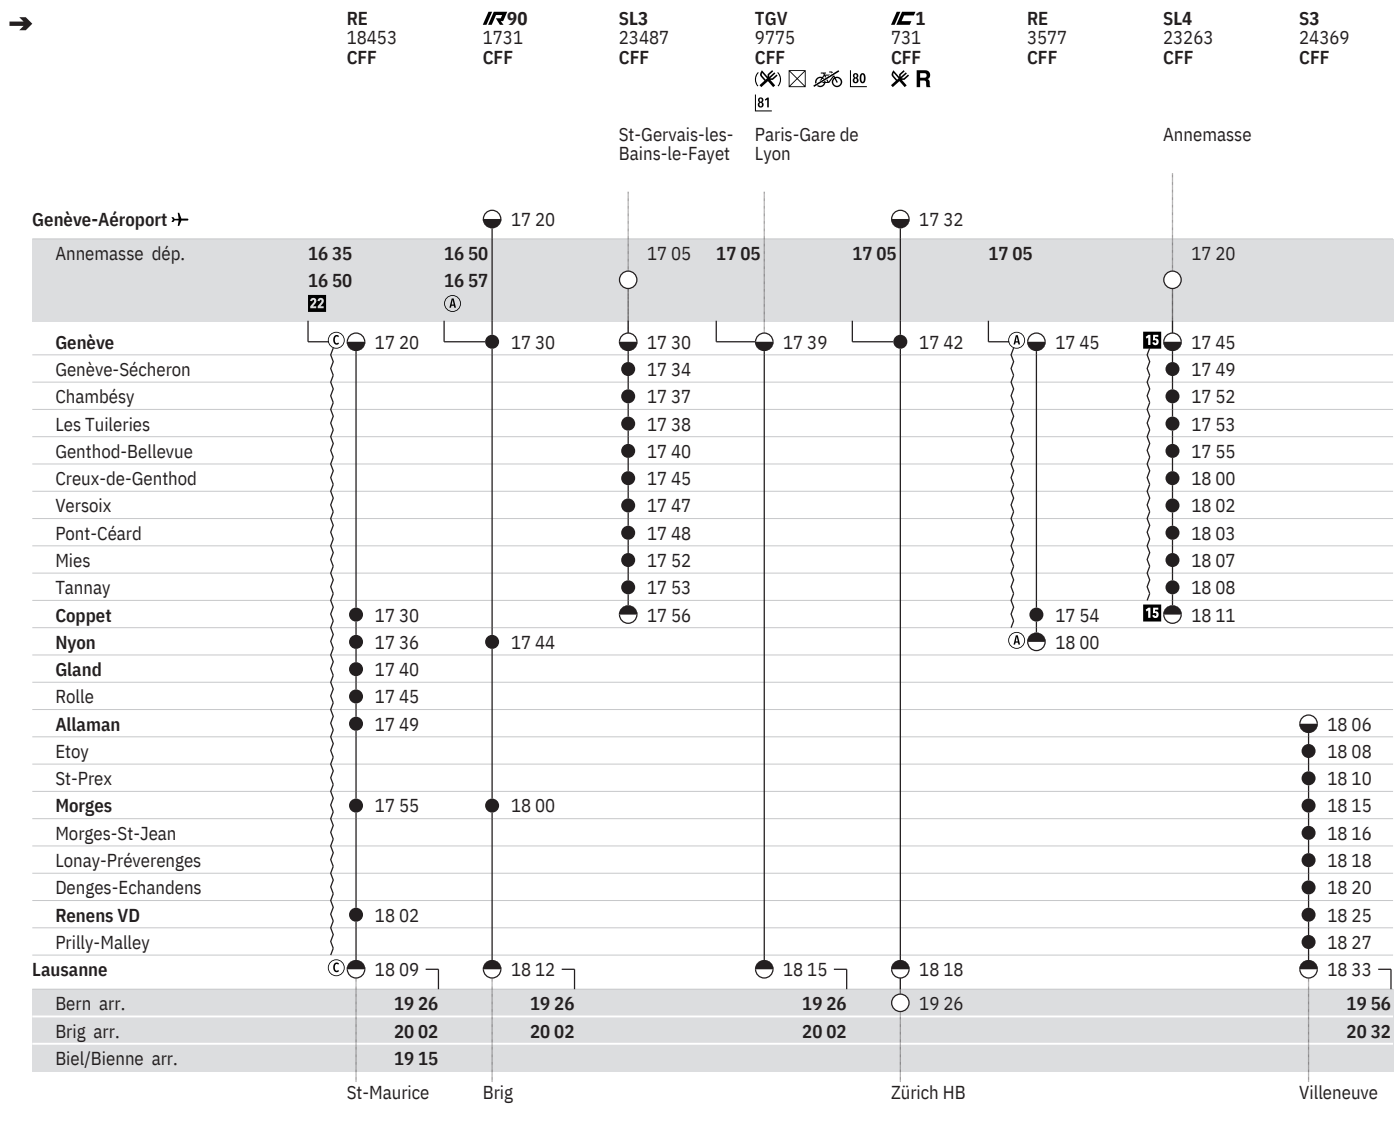 ➔ RE IR90 SL3 TGV IC1 RE SL4 S3
18453 1731 23487 9775 731 3577 23263 24369
CFF CFF CFF CFF CFF CFF CFF CFF
80 R
81
St-Gervais-les- Paris-Gare de Annemasse
Bains-le-Fayet Lyon
Genève-Aéroport 17 20 17 32
Annemasse dép. 16 35 16 50 17 05 17 05 17 05 17 05 17 20
16 50 16 57
22 A
Genève C 17 20 17 30 17 30 17 39 17 42 A 17 45 15 17 45
Genève-Sécheron 17 34 17 49
Chambésy 17 37 17 52
Les Tuileries 17 38 17 53
Genthod-Bellevue 17 40 17 55
Creux-de-Genthod 17 45 18 00
Versoix 17 47 18 02
Pont-Céard 17 48 18 03
Mies 17 52 18 07
Tannay 17 53 18 08
Coppet 17 30 17 56 17 54 15 18 11
Nyon 17 36 17 44 A 18 00
Gland 17 40
Rolle 17 45
Allaman 17 49 18 06
Etoy 18 08
St-Prex 18 10
Morges 17 55 18 00 18 15
Morges-St-Jean 18 16
Lonay-Préverenges 18 18
Denges-Echandens 18 20
Renens VD 18 02 18 25
Prilly-Malley 18 27
Lausanne C 18 09 18 12 18 15 18 18 18 33
Bern arr. 19 26 19 26 19 26 19 26 19 56
Brig arr. 20 02 20 02 20 02 20 32
Biel/Bienne arr. 19 15
St-Maurice Brig Zürich HB Villeneuve